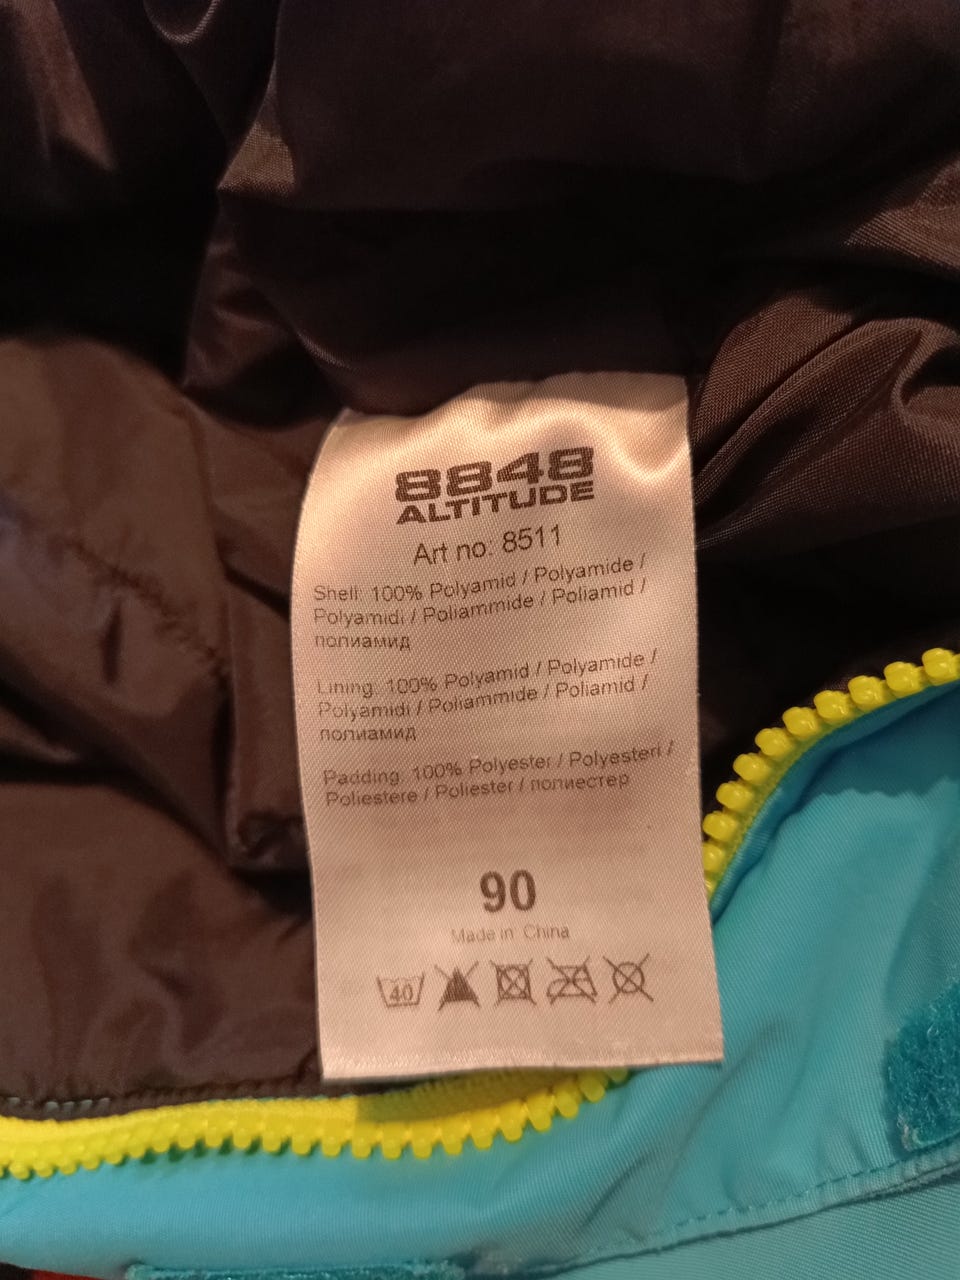 8848
ALTITUDE
Art no: 8511
Shell: 100% Polyamid / Polyamide /
Polyamidi / Poliammide / Poliamid /
полиамид
Lining: 100% Polyamid / Polyamide /
Polyamidi / Poliammide / Poliamid /
полиамид
Padding: 100% Polyester / Polyesteri /
Poliestere / Poliester / полиестер
90
Made in China
40